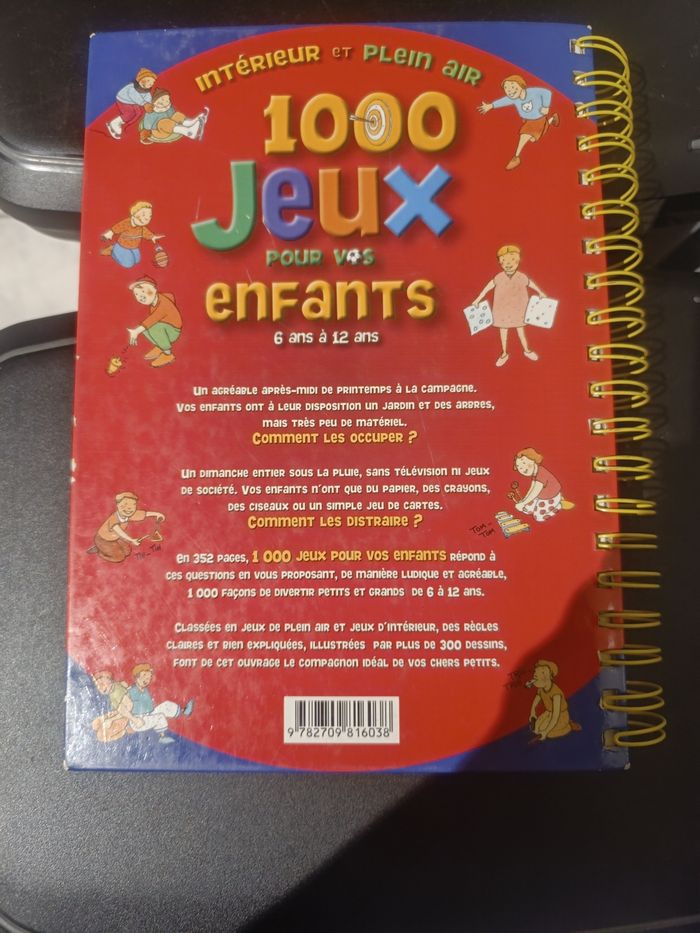 Intérieur et Plein air
1000
Jeux
pour vos
enfants
6 ans à 12 ans
Un agréable après-midi de printemps à la campagne.
Vos enfants ont à leur disposition un jardin et des arbres,
mais très peu de matériel.
Comment les occuper ?
Un dimanche entier sous la pluie, sans télévision ni jeux
de société. Vos enfants n'ont que du papier, des crayons,
des ciseaux ou un simple jeu de cartes.
Comment les distraire ?
En 352 pages, 1 000 jeux pour vos enfants répond à
ces questions en vous proposant, de manière ludique et agréable,
1 000 façons de divertir petits et grands de 6 à 12 ans.
Classées en jeux de plein air et jeux d'intérieur, des règles
claires et bien expliquées, illustrées par plus de 300 dessins,
font de cet ouvrage le compagnon idéal de vos chers petits.
Tom...
Tom
9 782709 816038